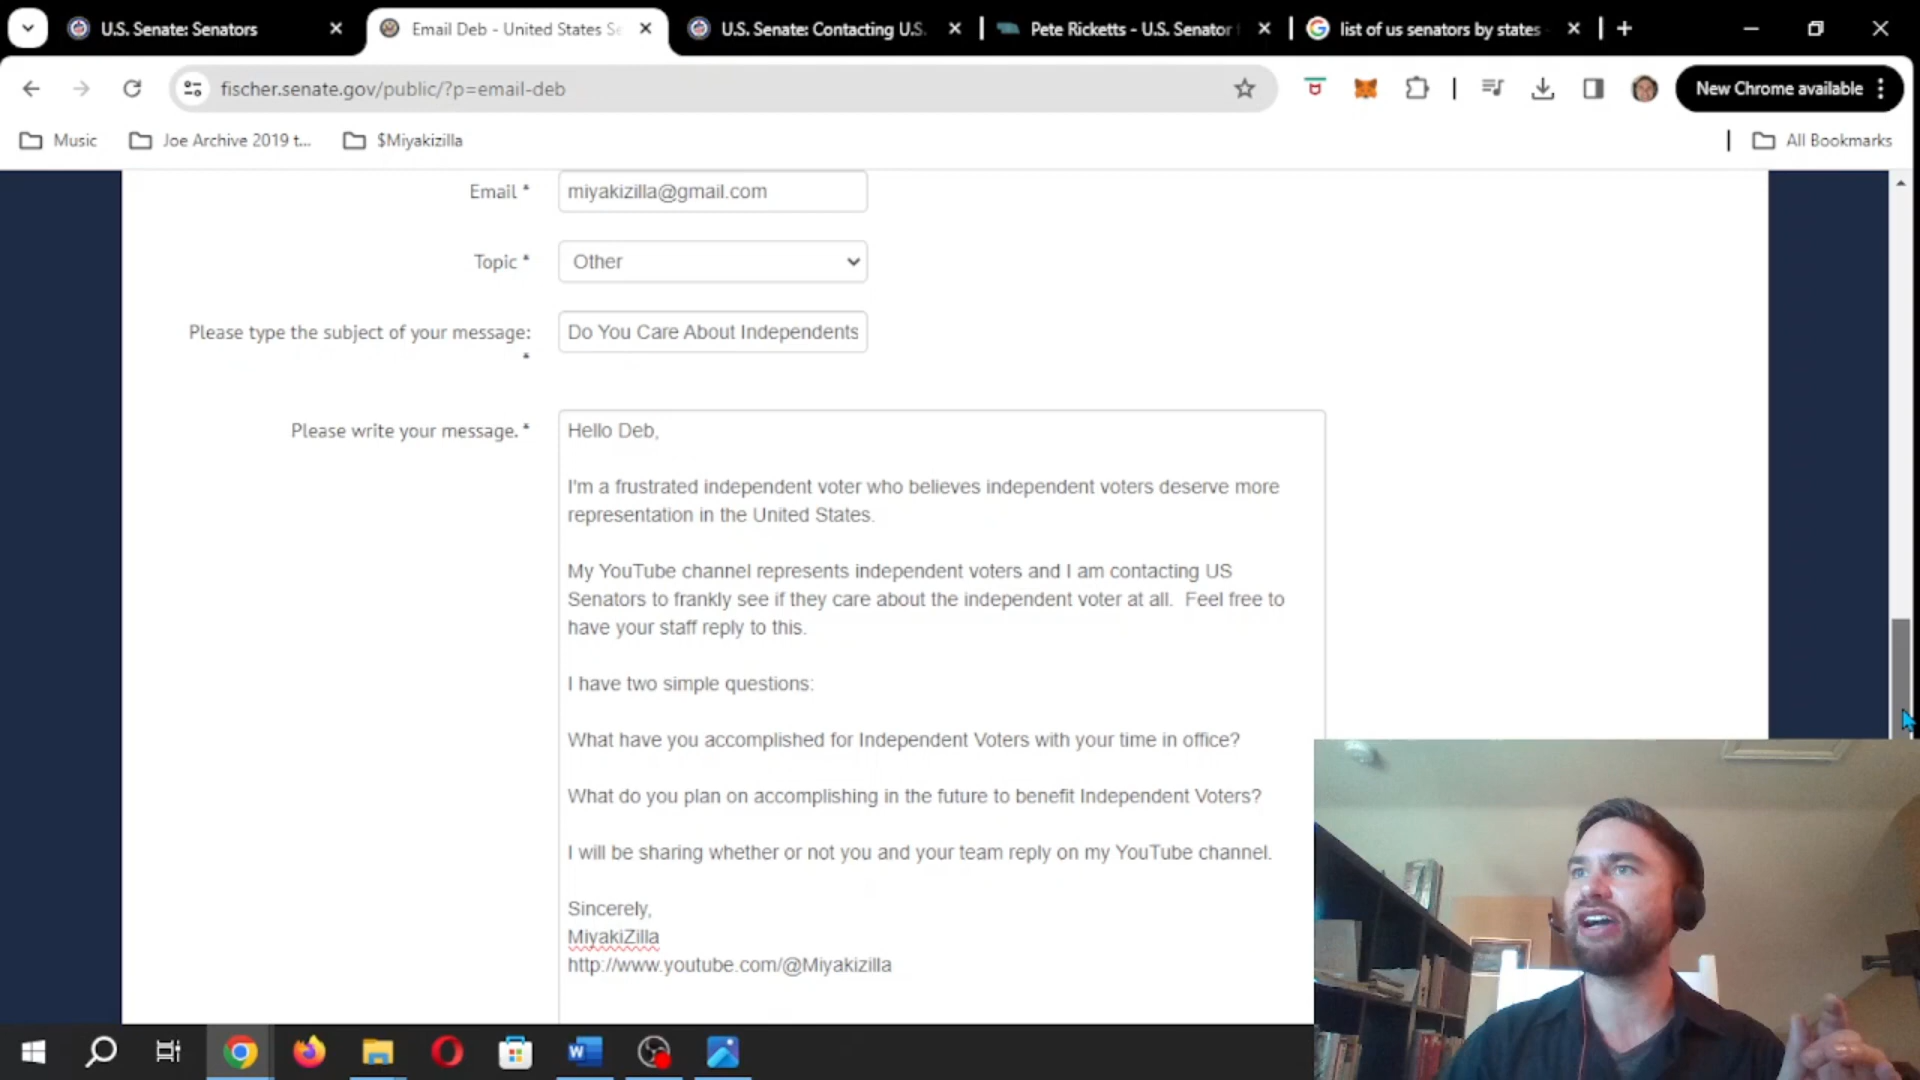 U.S. Senate: Senators
Email Deb - United States Se
U.S. Senate: Contacting U.S.
Pete Ricketts - U.S. Senator
list of us senators by states
fischer.senate.gov/public/?p=email-deb
New Chrome available
Music
Joe Archive 2019 t...
$Miyakizilla
All Bookmarks
Email *
miyakizilla@gmail.com
Topic *
Other
Please type the subject of your message:
*
Do You Care About Independents
Please write your message. *
Hello Deb,
I'm a frustrated independent voter who believes independent voters deserve more
representation in the United States.
My YouTube channel represents independent voters and I am contacting US
Senators to frankly see if they care about the independent voter at all.  Feel free to
have your staff reply to this.
I have two simple questions:
What have you accomplished for Independent Voters with your time in office?
What do you plan on accomplishing in the future to benefit Independent Voters?
I will be sharing whether or not you and your team reply on my YouTube channel.
Sincerely,
MiyakiZilla
http://www.youtube.com/@Miyakizilla